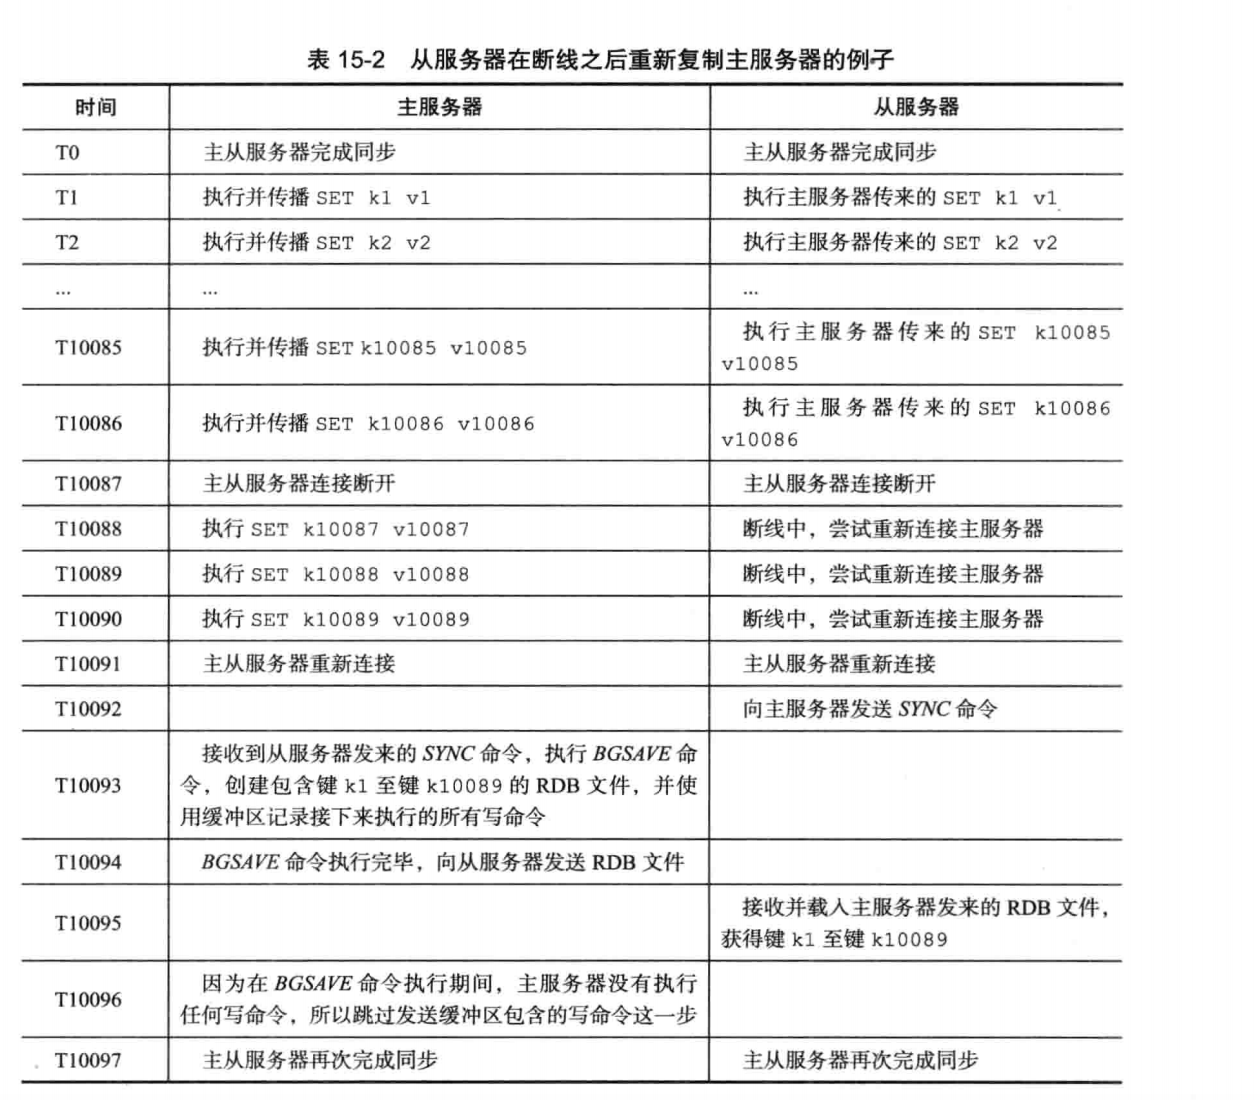 表 15-2 从服务器在断线之后重新复制主服务器的例子
时间 主服务器 从服务器
T0 主从服务器完成同步 主从服务器完成同步
T1 执行并传播 SET k1 v1 执行主服务器传来的 SET k1 v1
T2 执行并传播 SET k2 v2 执行主服务器传来的 SET k2 v2
... ... ...
T10085 执行并传播 SET k10085 v10085 执行主服务器传来的 SET k10085
v10085
T10086 执行并传播 SET k10086 v10086 执行主服务器传来的 SET k10086
v10086
T10087 主从服务器连接断开 主从服务器连接断开
T10088 执行 SET k10087 v10087 断线中，尝试重新连接主服务器
T10089 执行 SET k10088 v10088 断线中，尝试重新连接主服务器
T10090 执行 SET k10089 v10089 断线中，尝试重新连接主服务器
T10091 主从服务器重新连接 主从服务器重新连接
T10092 向主服务器发送 SYNC 命令
T10093 接收到从服务器发来的 SYNC 命令，执行 BGSAVE 命
令，创建包含键 k1 至键 k10089 的 RDB 文件，并使
用缓冲区记录接下来执行的所有写命令
T10094 BGSAVE 命令执行完毕，向从服务器发送 RDB 文件
T10095 接收并载入主服务器发来的 RDB 文件，
获得键 k1 至键 k10089
T10096 因为在 BGSAVE 命令执行期间，主服务器没有执行
任何写命令，所以跳过发送缓冲区包含的写命令这一步
T10097 主从服务器再次完成同步 主从服务器再次完成同步